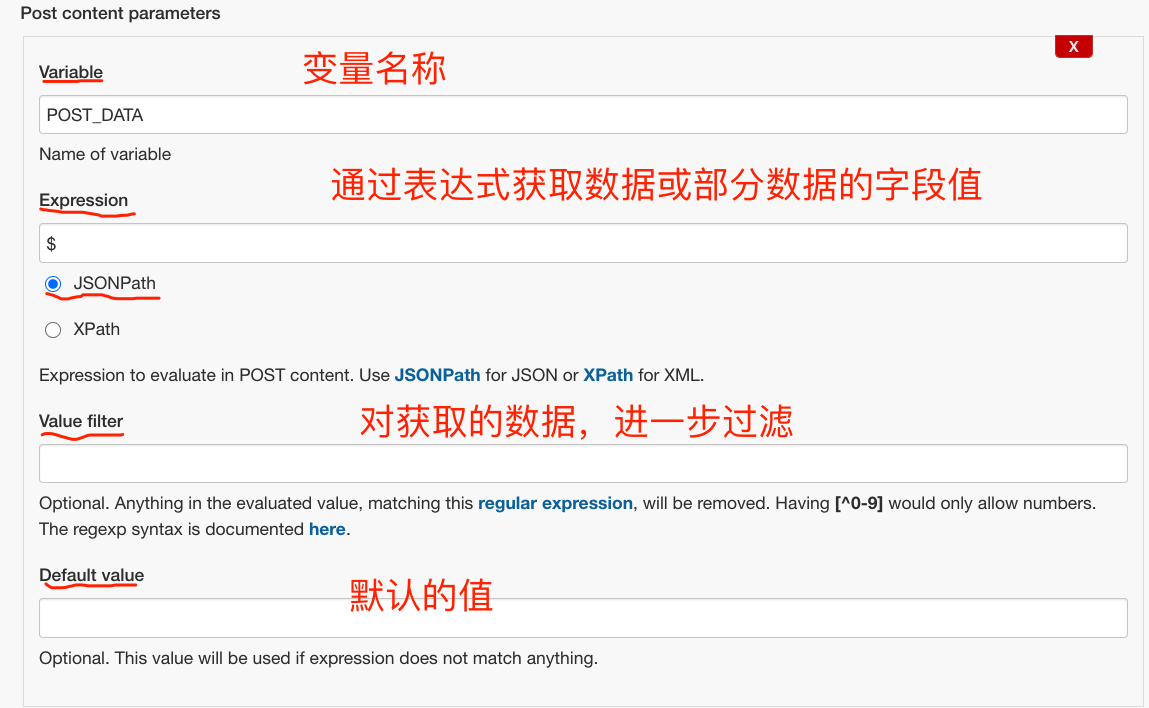 Post content parameters
X
Variable
变量名称
POST_DATA
Name of variable
通过表达式获取数据或部分数据的字段值
Expression
$
JSONPath
XPath
Expression to evaluate in POST content. Use JSONPath for JSON or XPath for XML.
Value filter
对获取的数据，进一步过滤
Optional. Anything in the evaluated value, matching this regular expression, will be removed. Having [^0-9] would only allow numbers.
The regexp syntax is documented here.
Default value
默认的值
Optional. This value will be used if expression does not match anything.